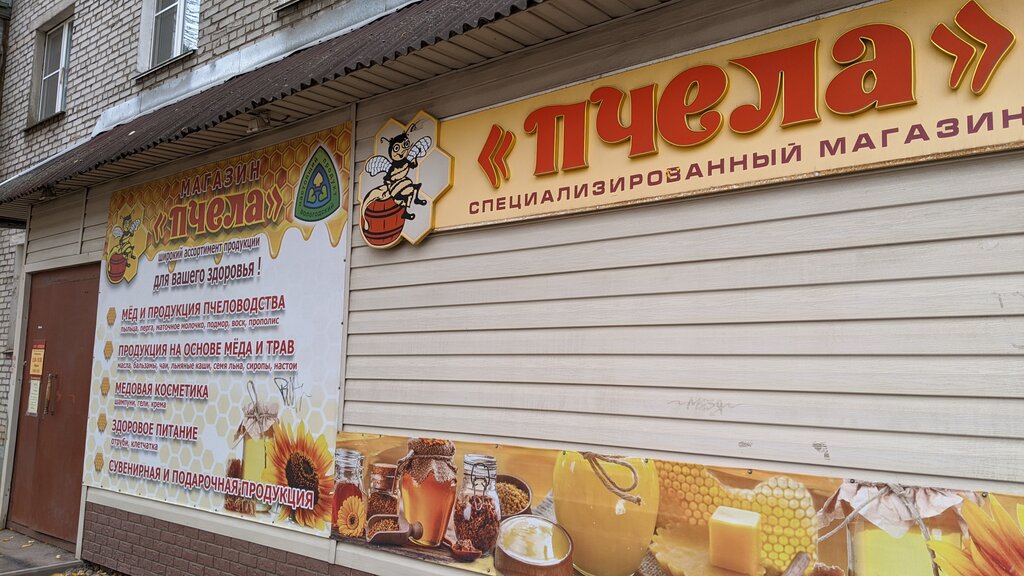 « пчела »
СПЕЦИАЛИЗИРОВАННЫЙ МАГАЗИН
МАГАЗИН
« пчела »
широкий ассортимент продукции
для вашего здоровья !
МЁД И ПРОДУКЦИЯ ПЧЕЛОВОДСТВА
пыльца, перга, маточное молочко, подмор, воск, прополис
ПРОДУКЦИЯ НА ОСНОВЕ МЁДА И ТРАВ
масла, бальзамы, чаи, льняные каши, семя льна, сиропы, настои
МЕДОВАЯ КОСМЕТИКА
шампуни, гели, крема
ЗДОРОВОЕ ПИТАНИЕ
отруби, клетчатка
СУВЕНИРНАЯ И ПОДАРОЧНАЯ ПРОДУКЦИЯ